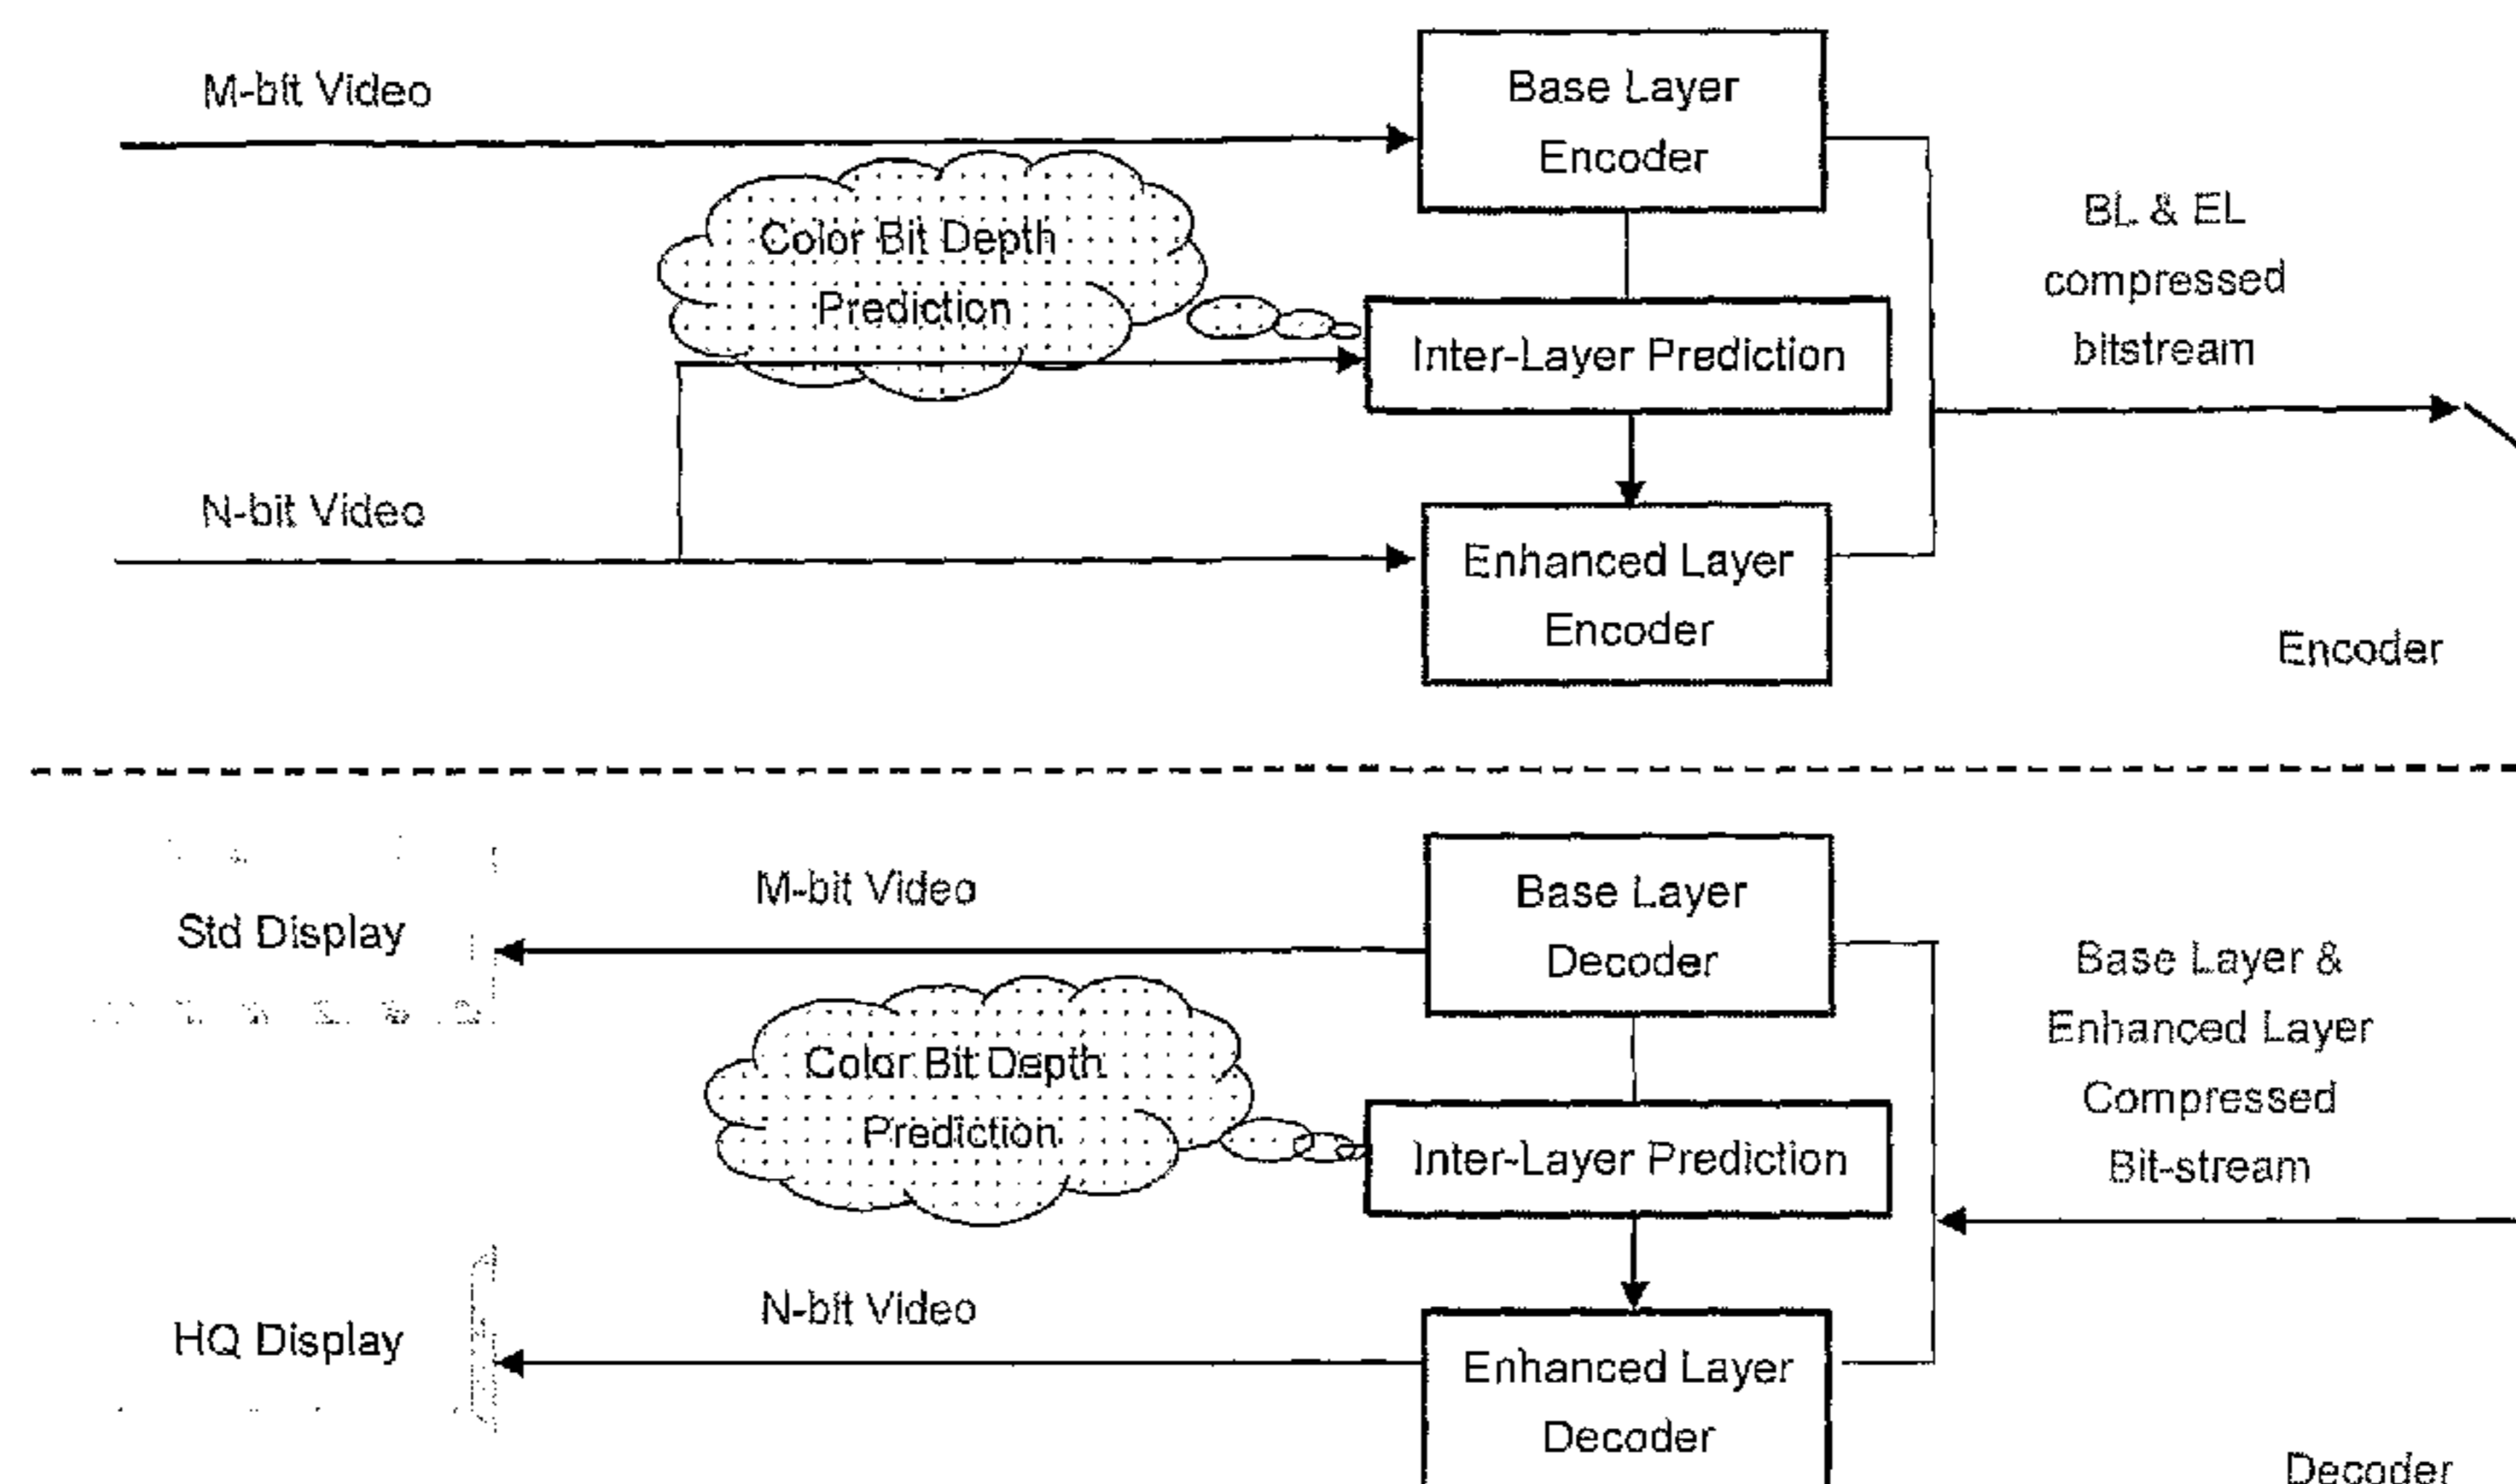 M-bit Video
Base Layer
Encoder
Color Bit Depth
Prediction
BL & EL
compressed
bitstream
Inter-Layer Prediction
N-bit Video
Enhanced Layer
Encoder
Encoder
Std Display
M-bit Video
Base Layer
Decoder
Color Bit Depth
Prediction
Base Layer &
Enhanced Layer
Compressed
Bit-stream
Inter-Layer Prediction
HQ Display
N-bit Video
Enhanced Layer
Decoder
Decoder